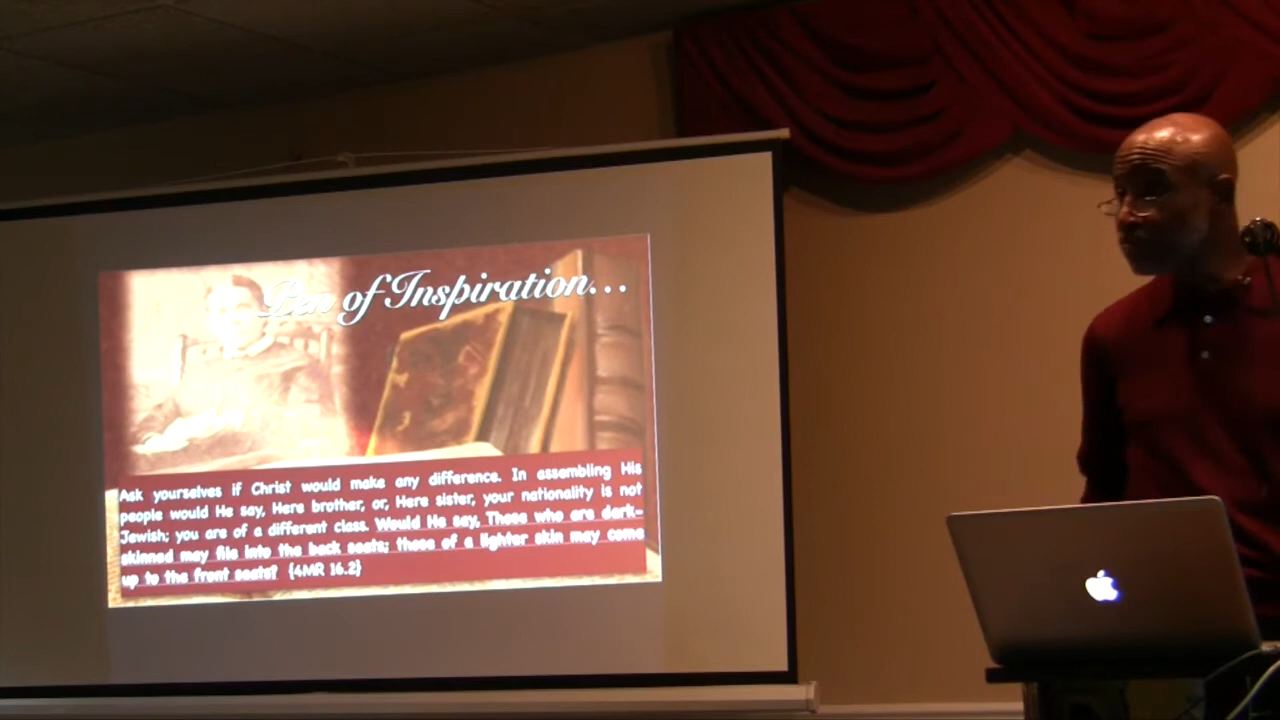 Pen of Inspiration...
Ask yourselves if Christ would make any difference. In assembling His
people would He say, Here brother, or, Here sister, your nationality is not
Jewish; you are of a different class. Would He say, Those who are dark-
skinned may file into the back seats; those of a lighter skin may come
up to the front seats? {4MR 16.2}